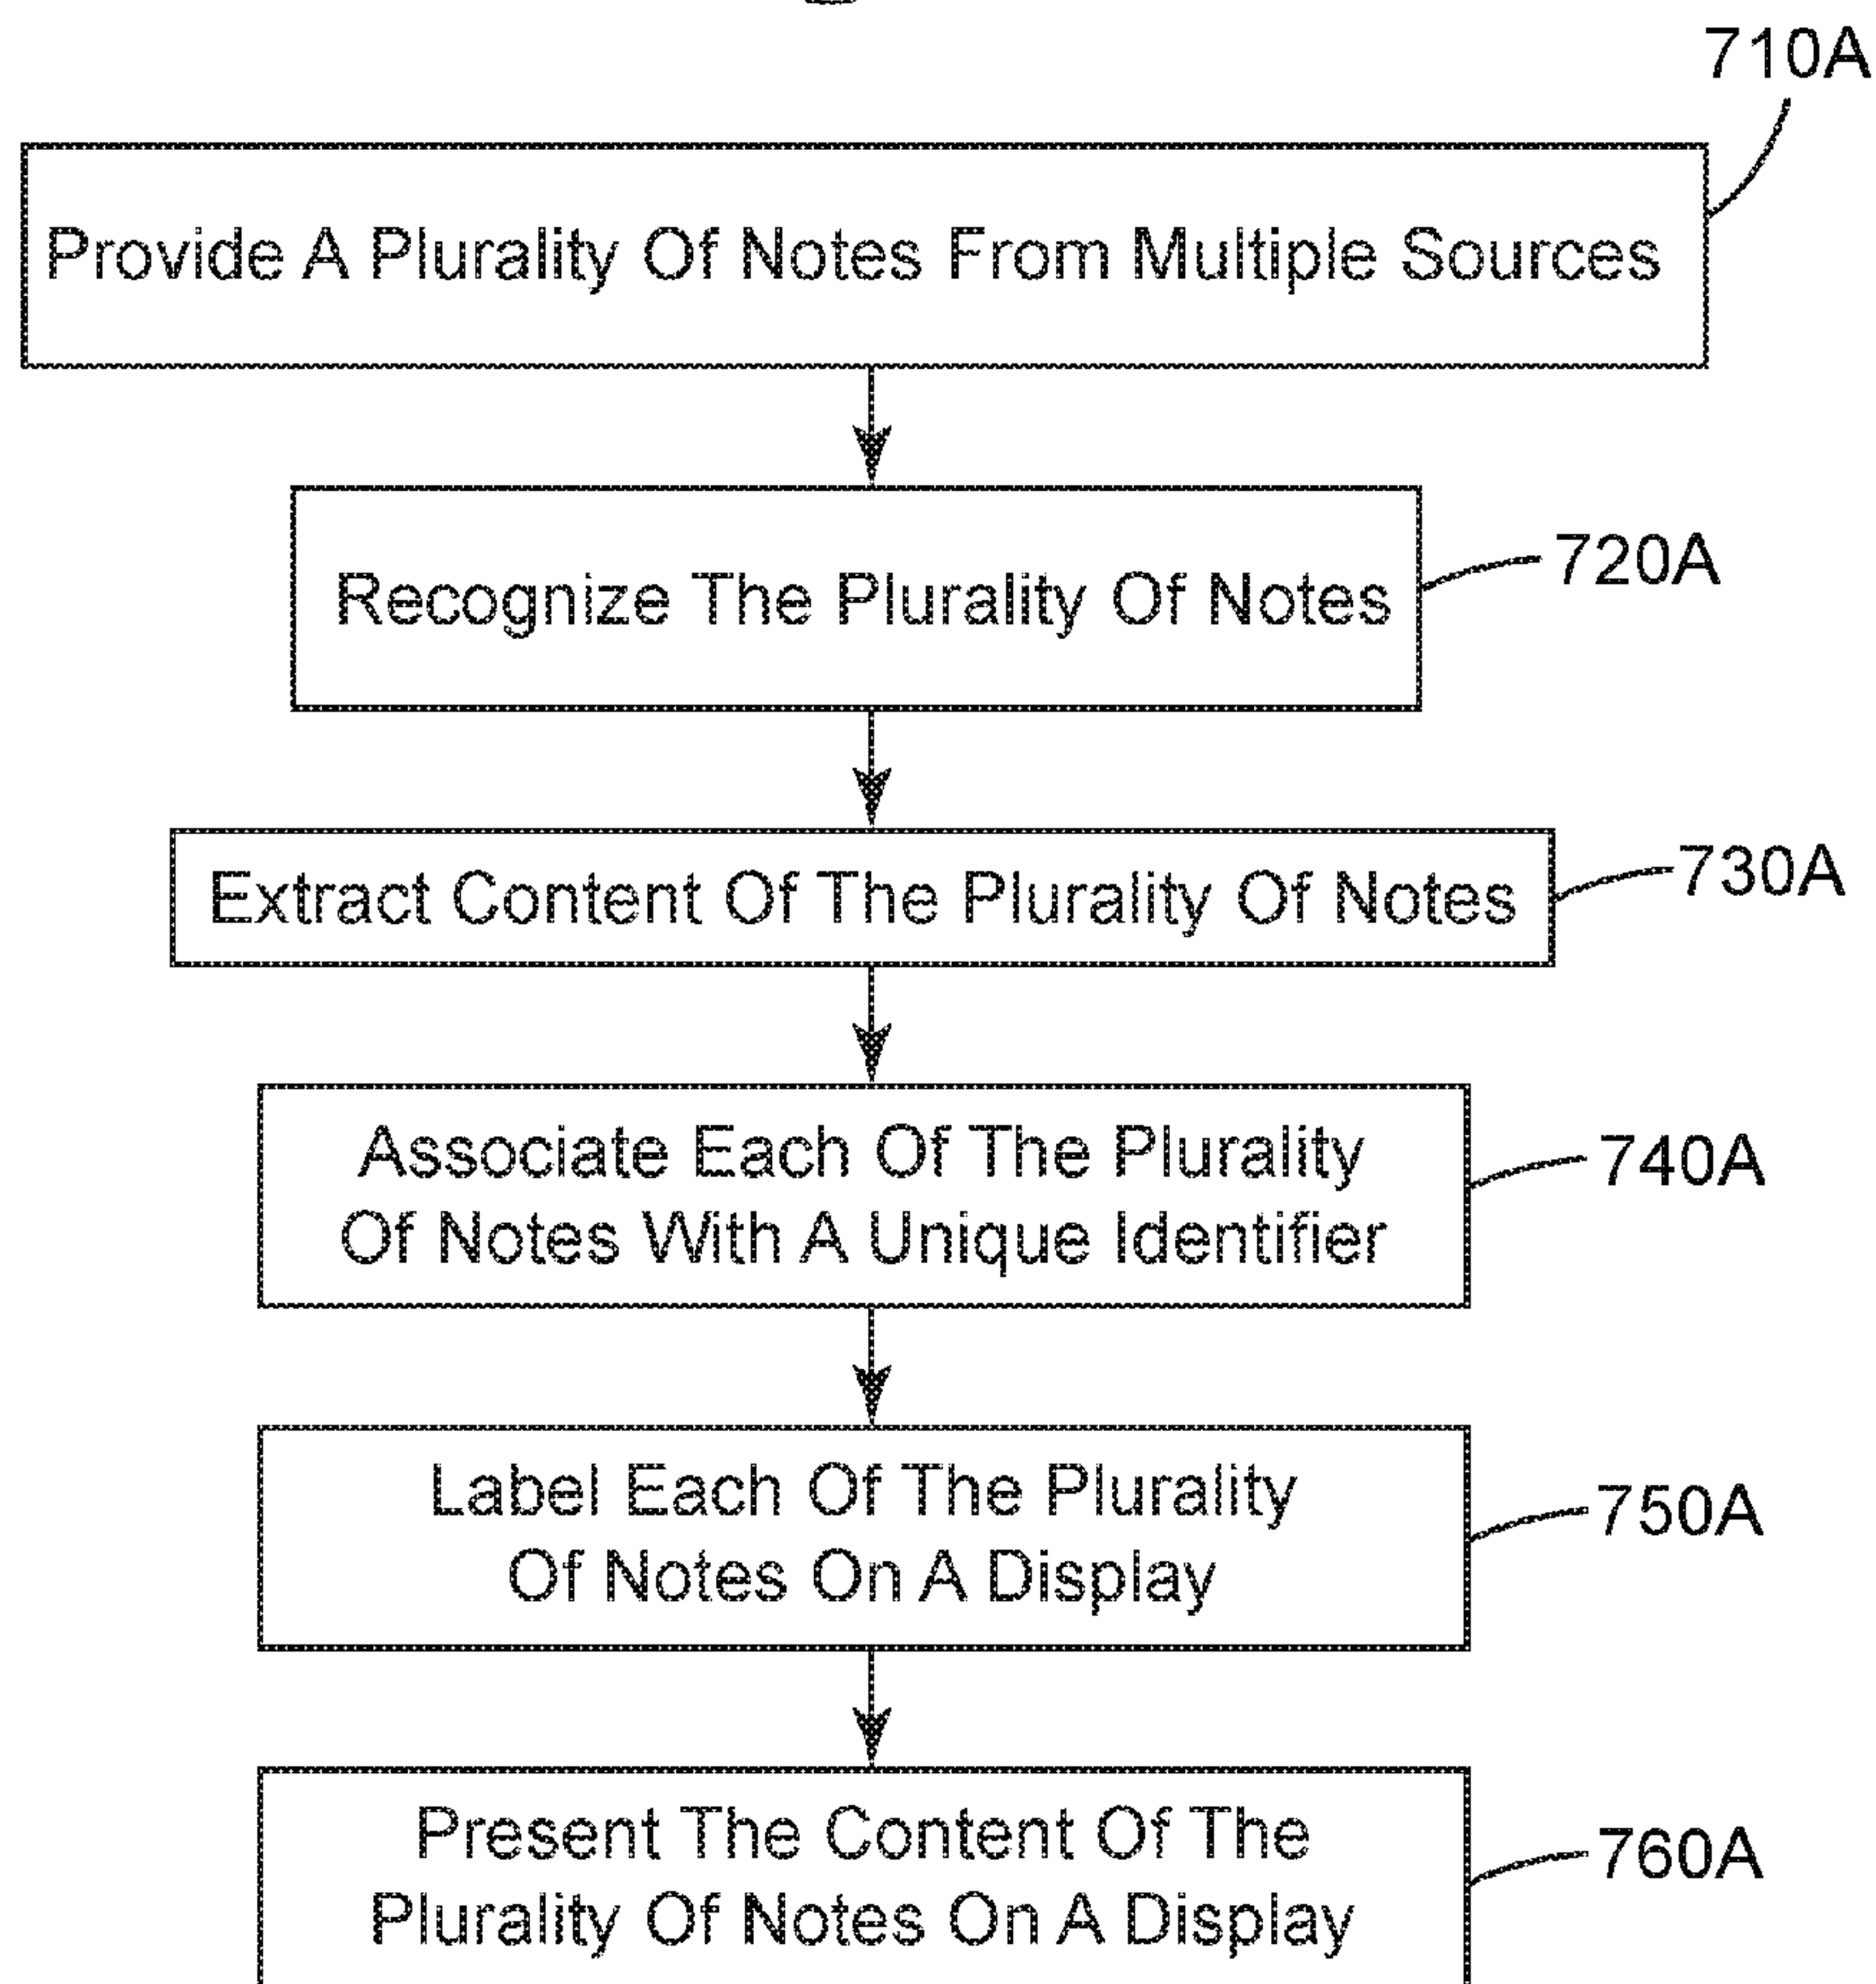 710A
Provide A Plurality Of Notes From Multiple Sources
Recognize The Plurality Of Notes
720A
Extract Content Of The Plurality Of Notes
730A
Associate Each Of The Plurality
Of Notes With A Unique Identifier
740A
Label Each Of The Plurality
Of Notes On A Display
750A
Present The Content Of The
Plurality Of Notes On A Display
760A